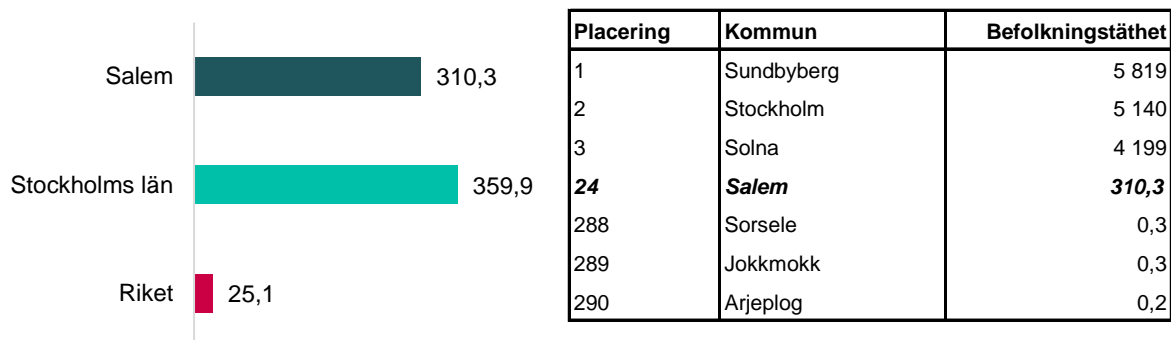 Salem 310,3
Stockholms län 359,9
Riket 25,1
Placering Kommun Befolkningstäthet
1 Sundbyberg 5 819
2 Stockholm 5 140
3 Solna 4 199
24 Salem 310,3
288 Sorsele 0,3
289 Jokkmokk 0,3
290 Arjeplog 0,2